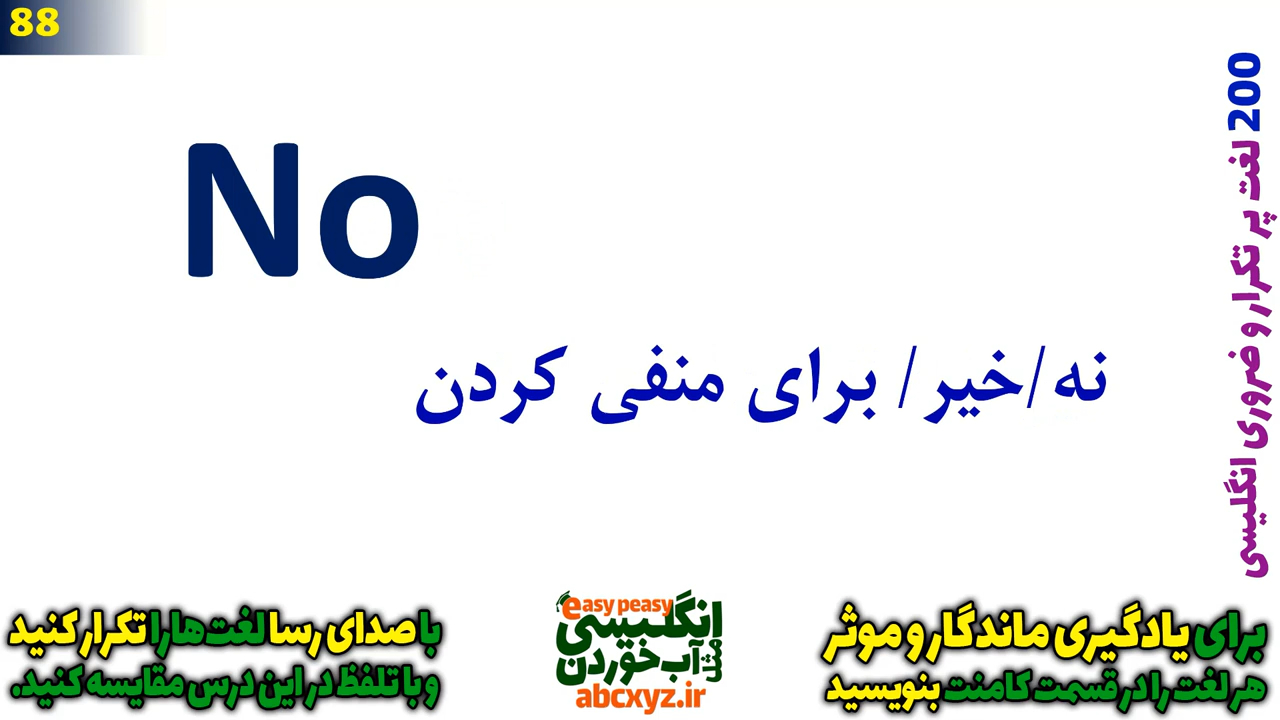 88
No
نه/خیر/ برای منفی کردن
200 لغت پر تکرار و ضروری انگلیسی
برای یادگیری ماندگار و موثر
هر لغت را در قسمت کامنت بنویسید
easy peasy
انگلیسی
مثل آب خوردن
abcxyz.ir
با صدای رسا لغت‌ها را تکرار کنید
و با تلفظ در این درس مقایسه کنید.